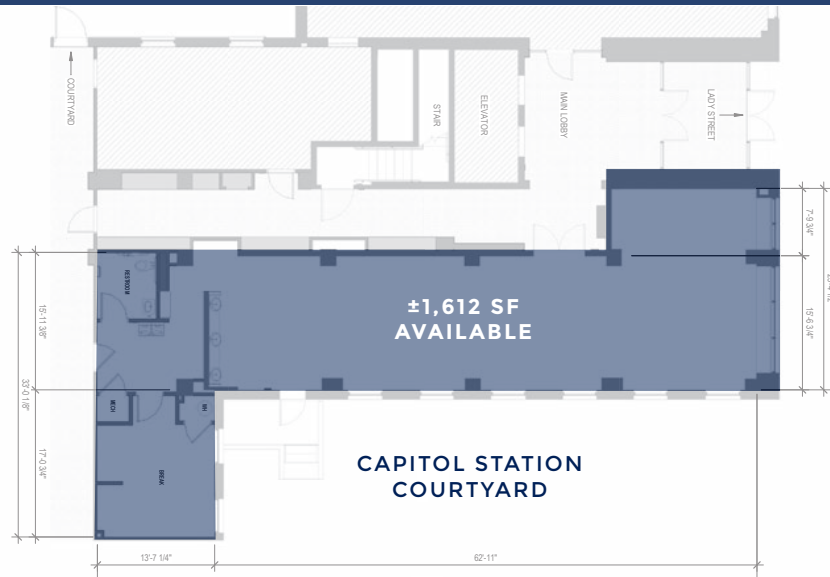 COURTYARD
STAIR
ELEVATOR
MAIN LOBBY
LADY STREET
7'-9 3/4"
15'-6 3/4"
RESTROOM
±1,612 SF
AVAILABLE
15'-11 3/8"
33'-0 1/8"
17'-0 3/4"
MECH
WH
BREAK
CAPITOL STATION
COURTYARD
13'-7 1/4"
62'-11"